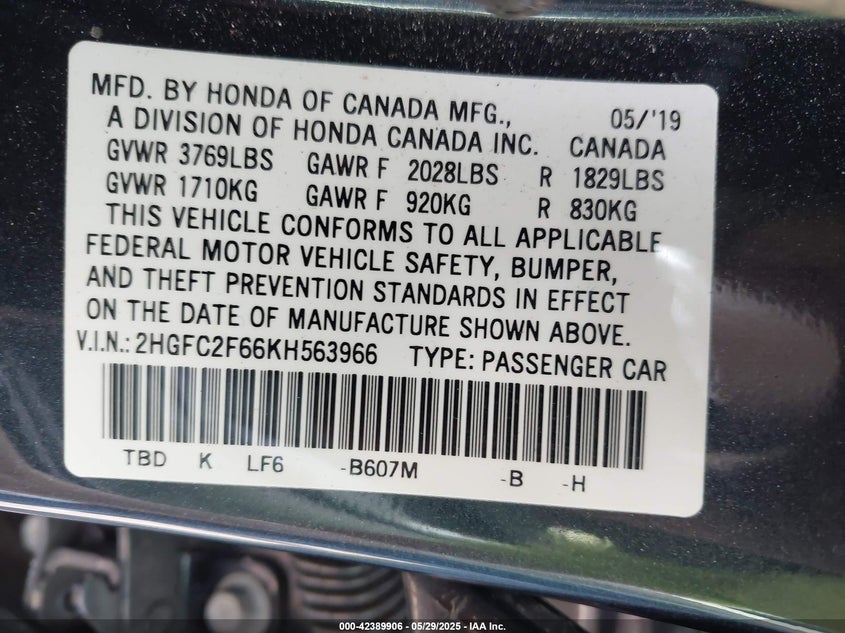 MFD. BY HONDA OF CANADA MFG., 05/'19
A DIVISION OF HONDA CANADA INC. CANADA
GVWR 3769LBS GAWR F 2028LBS R 1829LBS
GVWR 1710KG GAWR F 920KG R 830KG
THIS VEHICLE CONFORMS TO ALL APPLICABLE
FEDERAL MOTOR VEHICLE SAFETY, BUMPER,
AND THEFT PREVENTION STANDARDS IN EFFECT
ON THE DATE OF MANUFACTURE SHOWN ABOVE.
V.I.N.: 2HGFC2F66KH563966 TYPE: PASSENGER CAR
TBD K LF6 -B607M -B -H
000-42389906 - 05/29/2025 - IAA Inc.